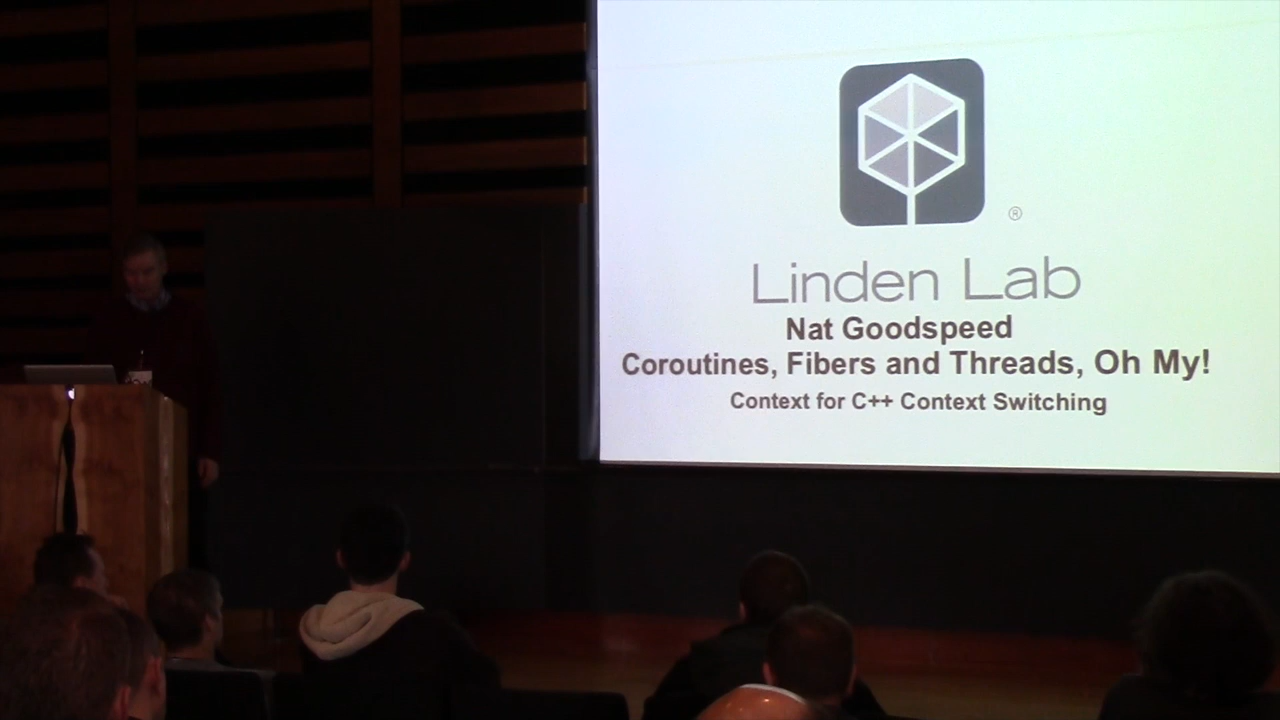 ®
Linden Lab
Nat Goodspeed
Coroutines, Fibers and Threads, Oh My!
Context for C++ Context Switching